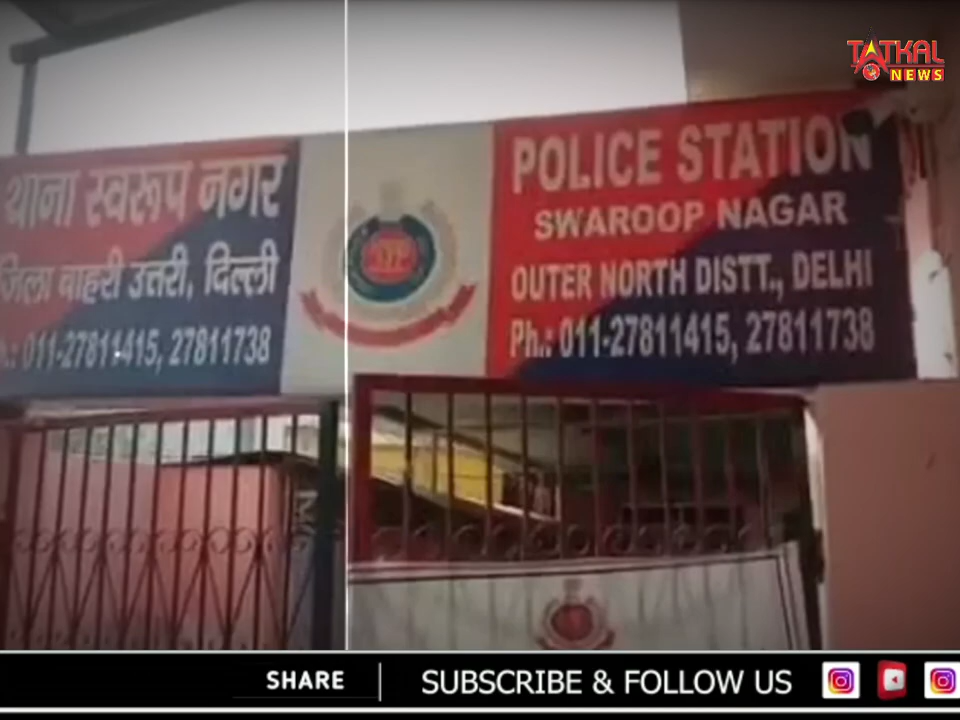 TATKAL
NEWS
थाना स्वरूप नगर
जिला बाहरी उत्तरी, दिल्ली
.: 011-27811415, 27811738
POLICE STATION
SWAROOP NAGAR
OUTER NORTH DISTT., DELHI
Ph.: 011-27811415, 27811738
SHARE
SUBSCRIBE & FOLLOW US